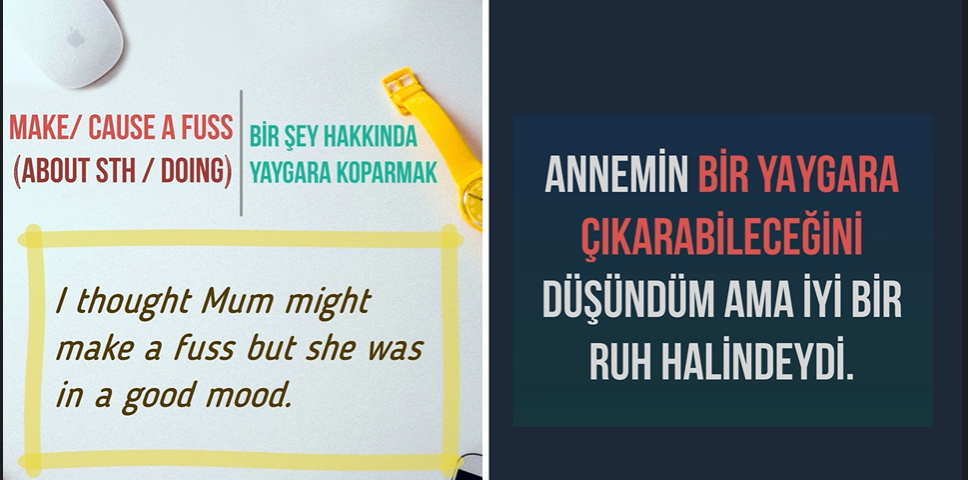 MAKE/ CAUSE A FUSS
(ABOUT STH / DOING)
BİR ŞEY HAKKINDA
YAYGARA KOPARMAK
I thought Mum might
make a fuss but she was
in a good mood.
ANNEMİN BİR YAYGARA
ÇIKARABİLECEĞİNİ
DÜŞÜNDÜM AMA İYİ BİR
RUH HALİNDEYDİ.